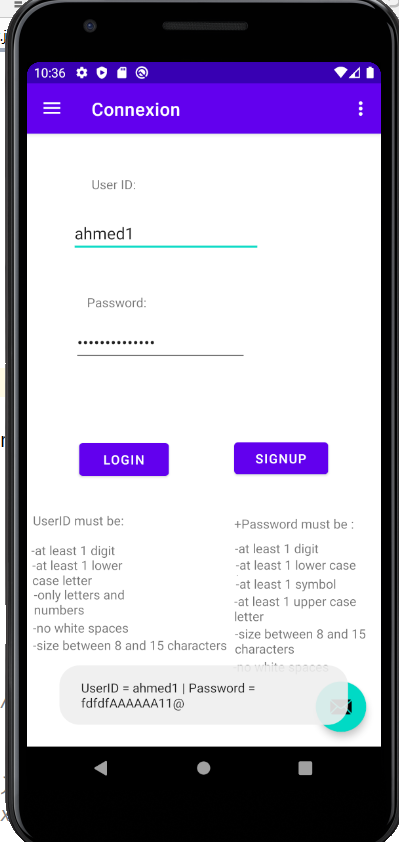 10:36
Connexion
User ID:
ahmed1
Password:
••••••••••••••
LOGIN
SIGNUP
UserID must be:
-at least 1 digit
-at least 1 lower
case letter
-only letters and
numbers
-no white spaces
-size between 8 and 15 characters
+Password must be :
-at least 1 digit
-at least 1 lower case
-at least 1 symbol
-at least 1 upper case
letter
-size between 8 and 15
characters
-no white spaces
UserID = ahmed1 | Password =
fdfdfAAAAAA11@